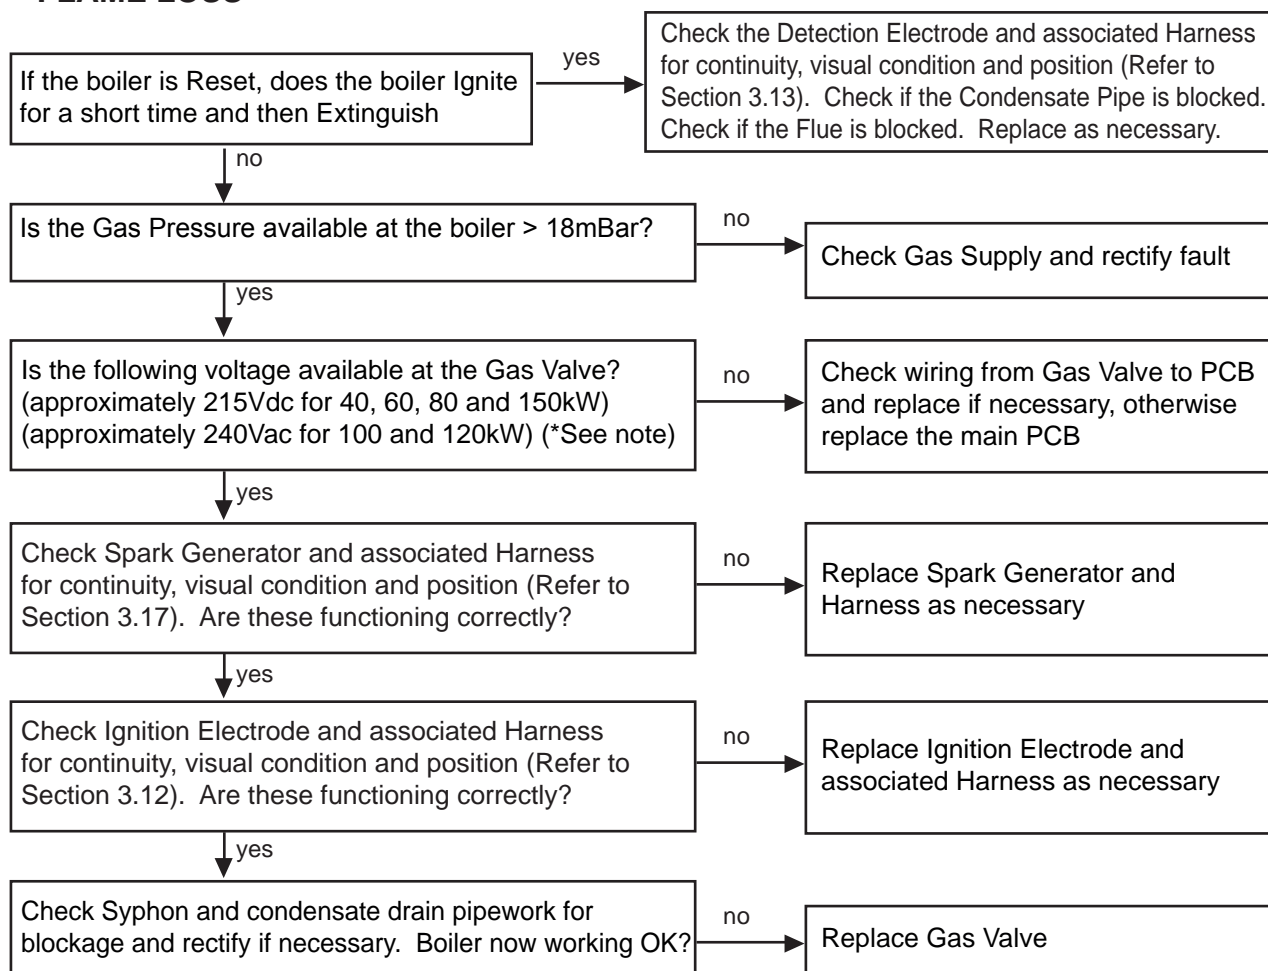 FLAME LOSS
If the boiler is Reset, does the boiler Ignite
for a short time and then Extinguish
yes
Check the Detection Electrode and associated Harness
for continuity, visual condition and position (Refer to
Section 3.13).  Check if the Condensate Pipe is blocked.
Check if the Flue is blocked.  Replace as necessary.
no
Is the Gas Pressure available at the boiler > 18mBar?
no
Check Gas Supply and rectify fault
yes
Is the following voltage available at the Gas Valve?
(approximately 215Vdc for 40, 60, 80 and 150kW)
(approximately 240Vac for 100 and 120kW) (*See note)
no
Check wiring from Gas Valve to PCB
and replace if necessary, otherwise
replace the main PCB
yes
Check Spark Generator and associated Harness
for continuity, visual condition and position (Refer to
Section 3.17).  Are these functioning correctly?
no
Replace Spark Generator and
Harness as necessary
yes
Check Ignition Electrode and associated Harness
for continuity, visual condition and position (Refer to
Section 3.12).  Are these functioning correctly?
no
Replace Ignition Electrode and
associated Harness as necessary
yes
Check Syphon and condensate drain pipework for
blockage and rectify if necessary.  Boiler now working OK?
no
Replace Gas Valve